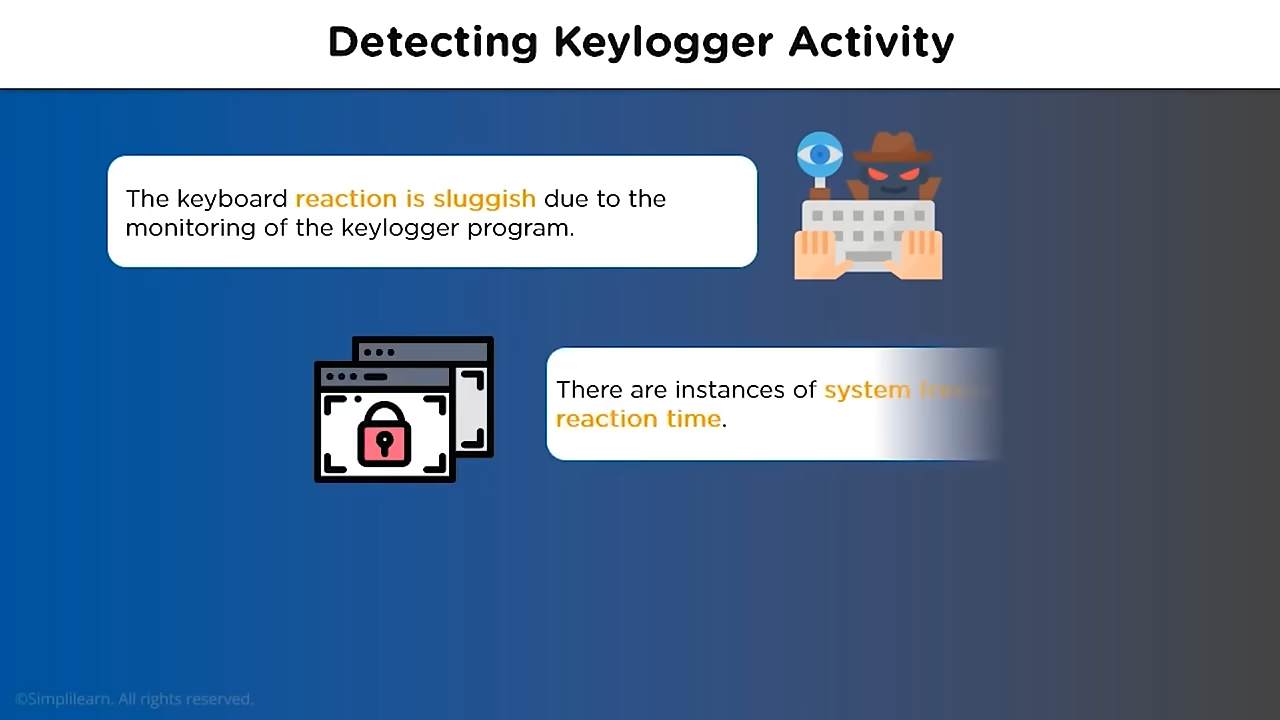 Detecting Keylogger Activity
The keyboard reaction is sluggish due to the
monitoring of the keylogger program.
There are instances of system
reaction time.
©Simplilearn. All rights reserved.